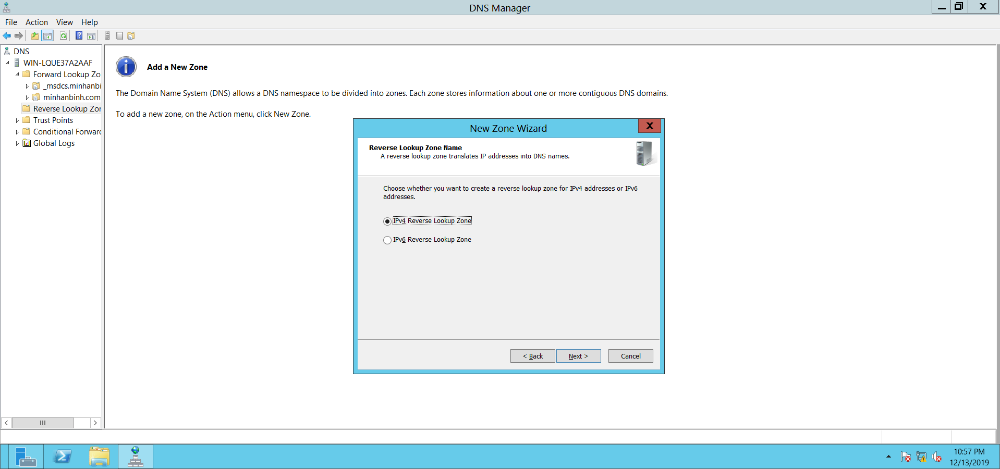 DNS Manager
File Action View Help
DNS
WIN-LQUE37A2AAF
Forward Lookup Zo
_msdcs.minhanbi
minhanbinh.com
Reverse Lookup Zor
Trust Points
Conditional Forward
Global Logs
Add a New Zone
The Domain Name System (DNS) allows a DNS namespace to be divided into zones. Each zone stores information about one or more contiguous DNS domains.
To add a new zone, on the Action menu, click New Zone.
New Zone Wizard
Reverse Lookup Zone Name
A reverse lookup zone translates IP addresses into DNS names.
Choose whether you want to create a reverse lookup zone for IPv4 addresses or IPv6
addresses.
IPv4 Reverse Lookup Zone
IPv6 Reverse Lookup Zone
< Back
Next >
Cancel
10:57 PM
12/13/2019